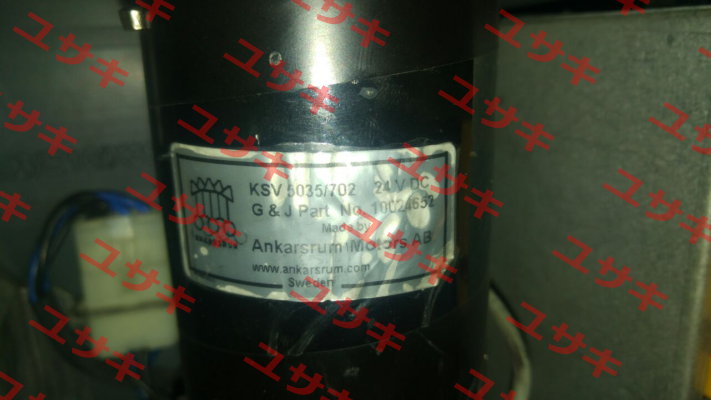 KSV 5035/702 24 V DC
G & J Part No 10024652
Made by
Ankarsrum Motors AB
www.ankarsrum.com
Sweden
ユサキ